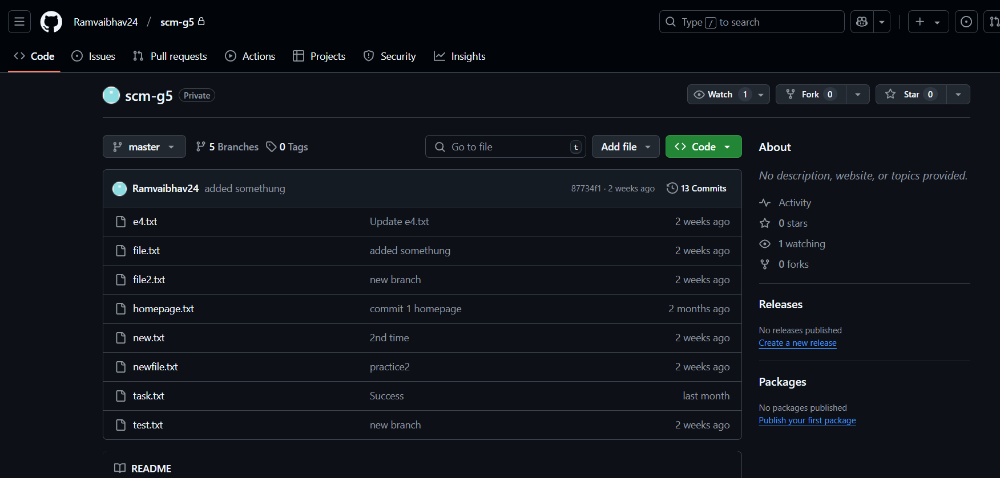 Ramvaibhav24 / scm-g5 Type / to search
Code Issues Pull requests Actions Projects Security Insights
scm-g5 Private Watch 1 Fork 0 Star 0
master 5 Branches 0 Tags Go to file t Add file Code About
No description, website, or topics provided.
Ramvaibhav24 added somethung 87734f1 · 2 weeks ago 13 Commits
Activity
e4.txt Update e4.txt 2 weeks ago
0 stars
file.txt added somethung 2 weeks ago
1 watching
0 forks
file2.txt new branch 2 weeks ago
Releases
homepage.txt commit 1 homepage 2 months ago
No releases published
new.txt 2nd time 2 weeks ago
Create a new release
newfile.txt practice2 2 weeks ago
Packages
task.txt Success last month
No packages published
Publish your first package
test.txt new branch 2 weeks ago
README